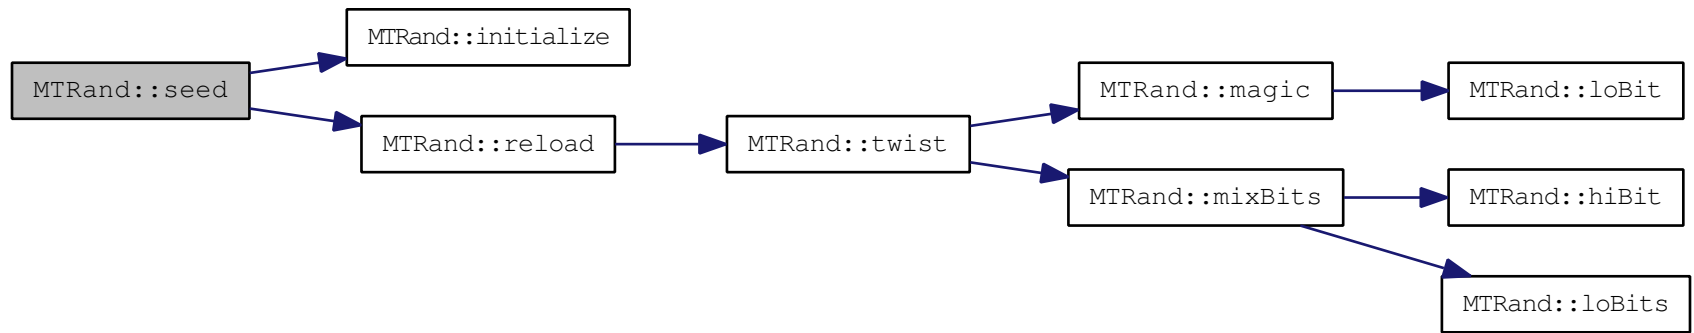 MTRand::initialize
MTRand::seed
MTRand::magic
MTRand::loBit
MTRand::reload
MTRand::twist
MTRand::mixBits
MTRand::hiBit
MTRand::loBits